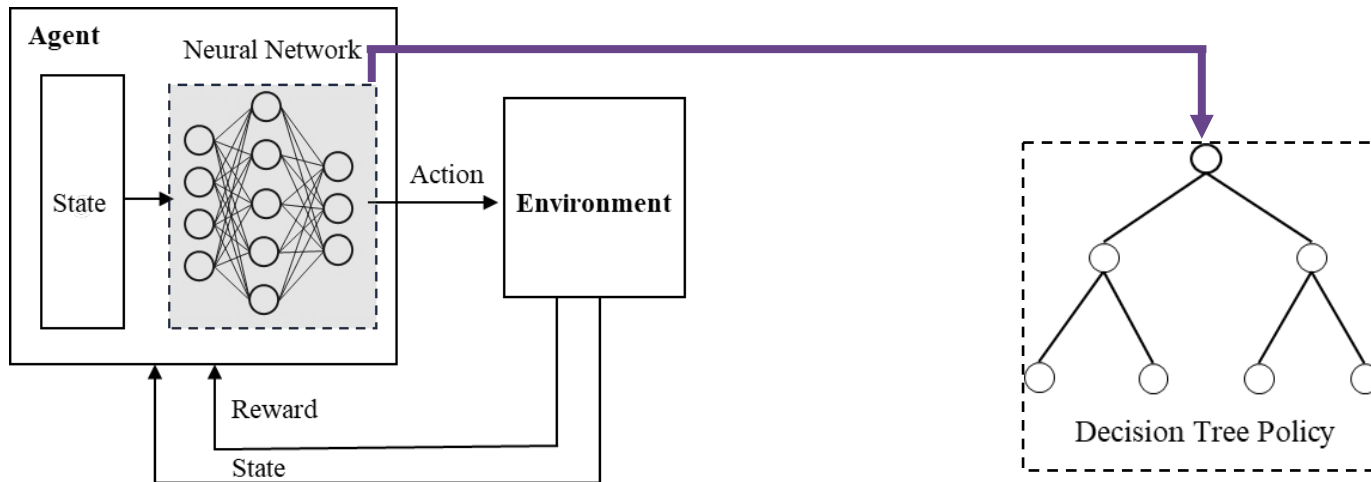 Agent
Neural Network
State
Action
Environment
Reward
State
Decision Tree Policy